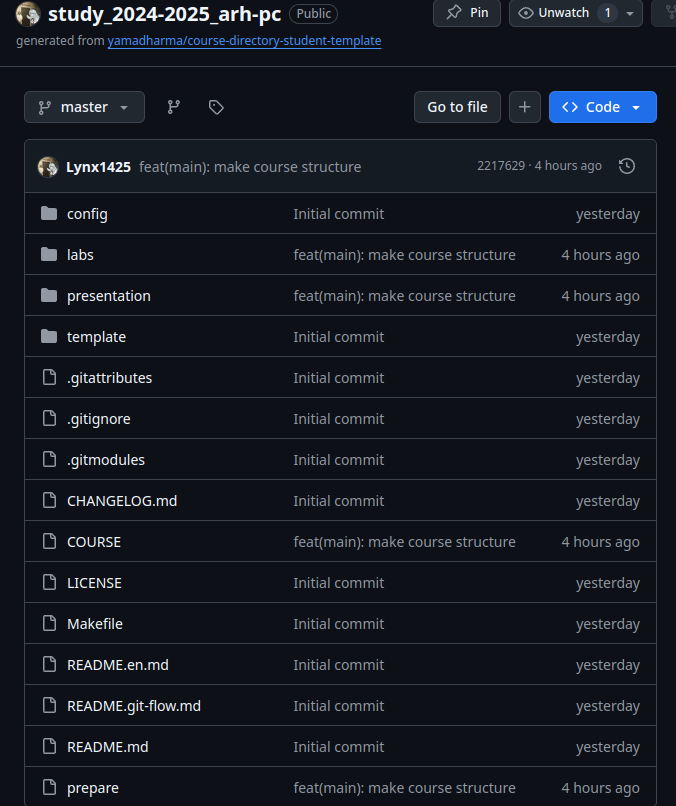 study_2024-2025_arh-pc Public Pin Unwatch 1
generated from yamadharma/course-directory-student-template
master Go to file Code
Lynx1425 feat(main): make course structure 2217629 · 4 hours ago
config Initial commit yesterday
labs feat(main): make course structure 4 hours ago
presentation feat(main): make course structure 4 hours ago
template Initial commit yesterday
.gitattributes Initial commit yesterday
.gitignore Initial commit yesterday
.gitmodules Initial commit yesterday
CHANGELOG.md Initial commit yesterday
COURSE feat(main): make course structure 4 hours ago
LICENSE Initial commit yesterday
Makefile Initial commit yesterday
README.en.md Initial commit yesterday
README.git-flow.md Initial commit yesterday
README.md Initial commit yesterday
prepare feat(main): make course structure 4 hours ago